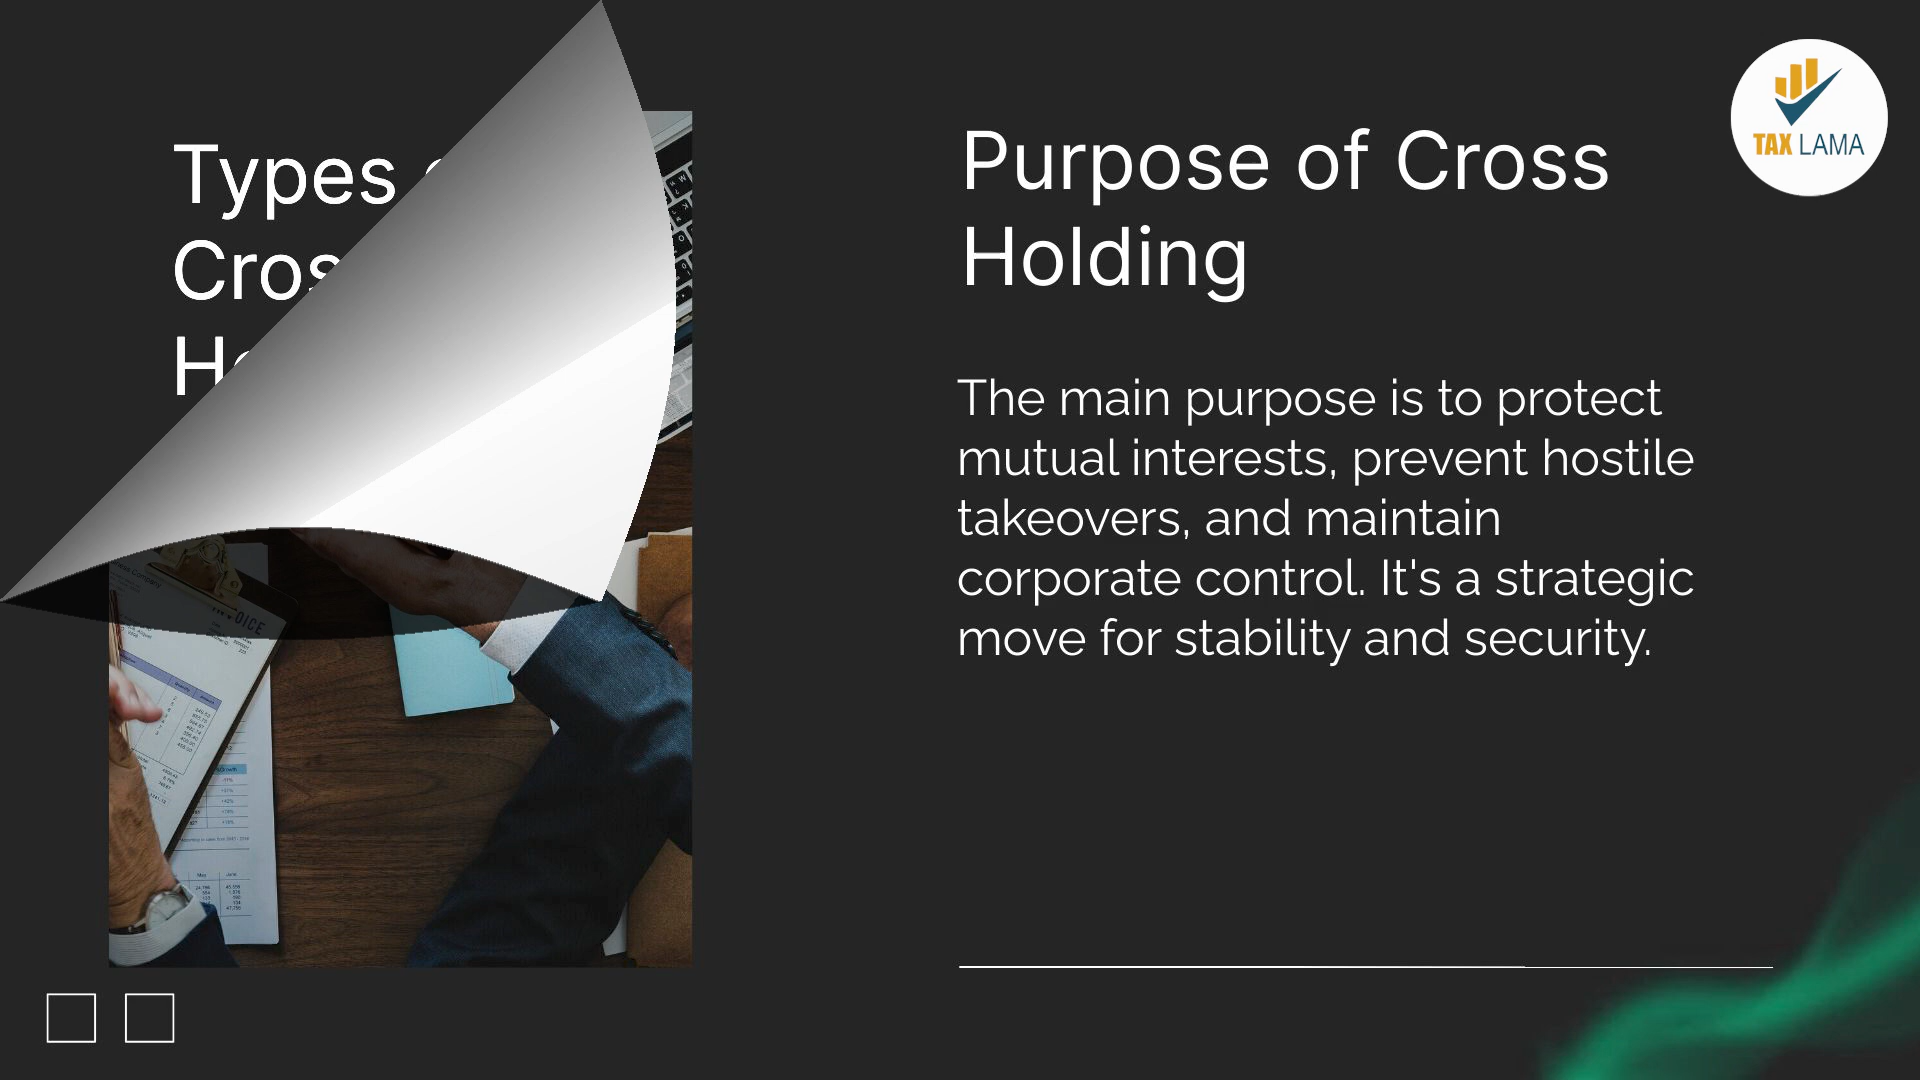 Types
Cros
H
Purpose of Cross
Holding
The main purpose is to protect
mutual interests, prevent hostile
takeovers, and maintain
corporate control. It's a strategic
move for stability and security.
TAX LAMA